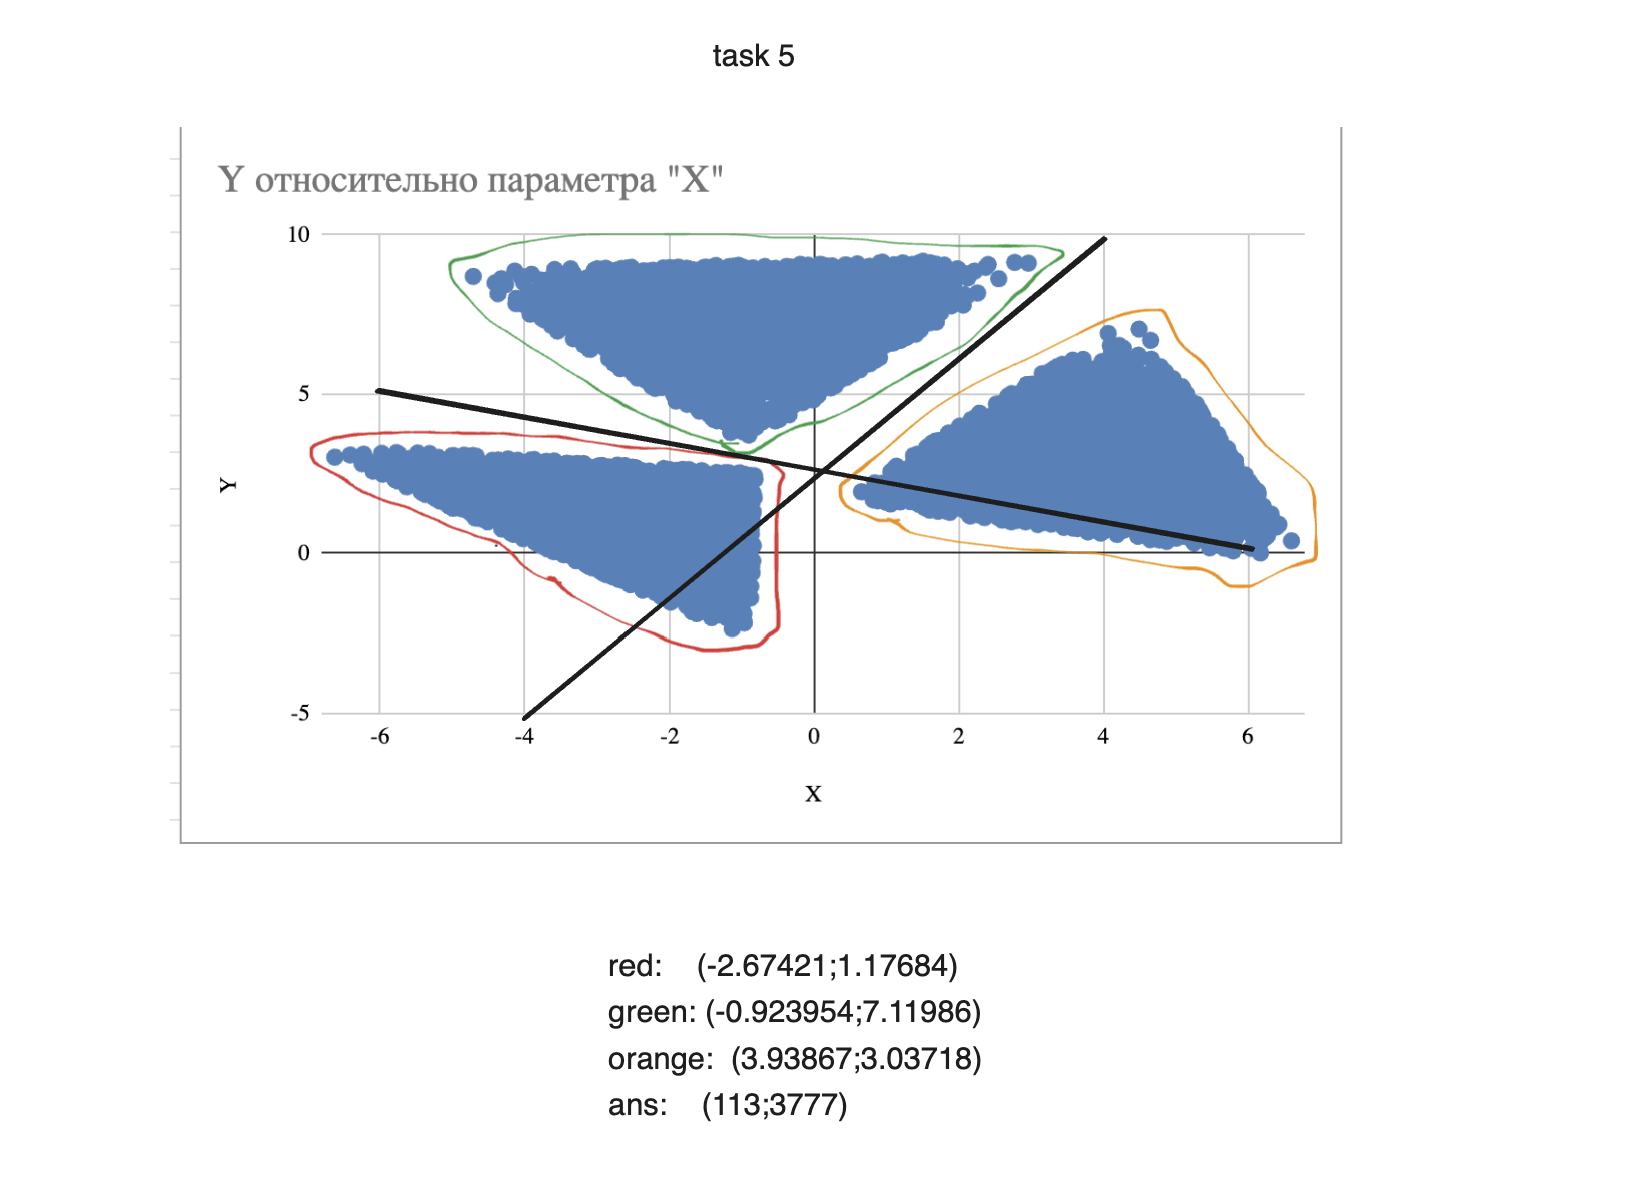 task 5
Y относительно параметра "X"
10
5
0
-5
Y
-6 -4 -2 0 2 4 6
X
red: (-2.67421;1.17684)
green: (-0.923954;7.11986)
orange: (3.93867;3.03718)
ans: (113;3777)